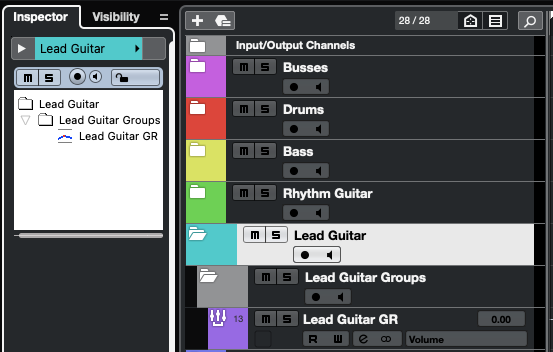 Inspector
Visibility
Lead Guitar
M S
Lead Guitar
Lead Guitar Groups
Lead Guitar GR
28 / 28
Input/Output Channels
M S Busses
M S Drums
M S Bass
M S Rhythm Guitar
M S Lead Guitar
M S Lead Guitar Groups
13 M S Lead Guitar GR 0.00
R W e Volume